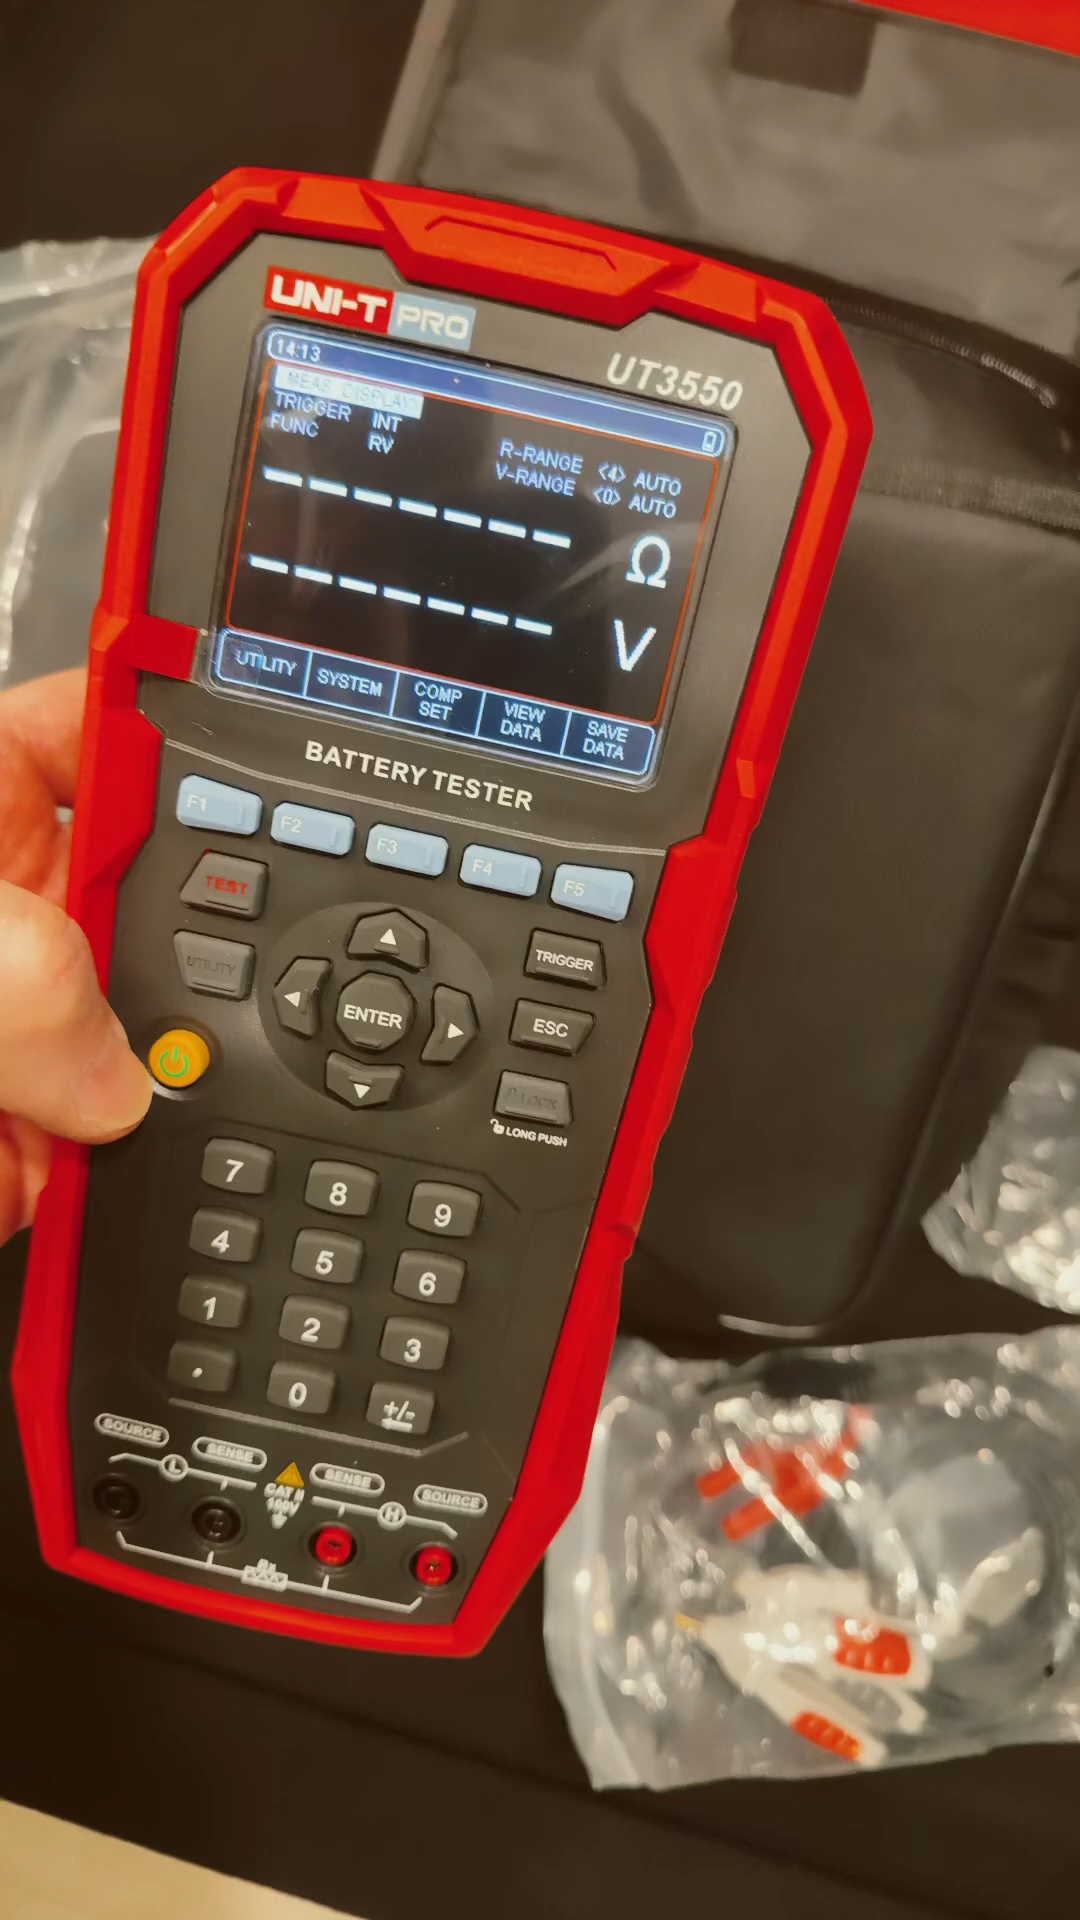 UNI-T PRO
UT3550
14:13
<MEAS DISPLAY>
TRIGGER INT
FUNC RV
R-RANGE <4> AUTO
V-RANGE <0> AUTO
------- Ω
------- V
UTILITY
SYSTEM
COMP SET
VIEW DATA
SAVE DATA
BATTERY TESTER
F1 F2 F3 F4 F5
TEST
TRIGGER
UTILITY
ENTER
ESC
LOCK
LONG PUSH
7 8 9
4 5 6
1 2 3
. 0 +/-
SOURCE SENSE SENSE SOURCE
L H
CAT II
100V
Rx